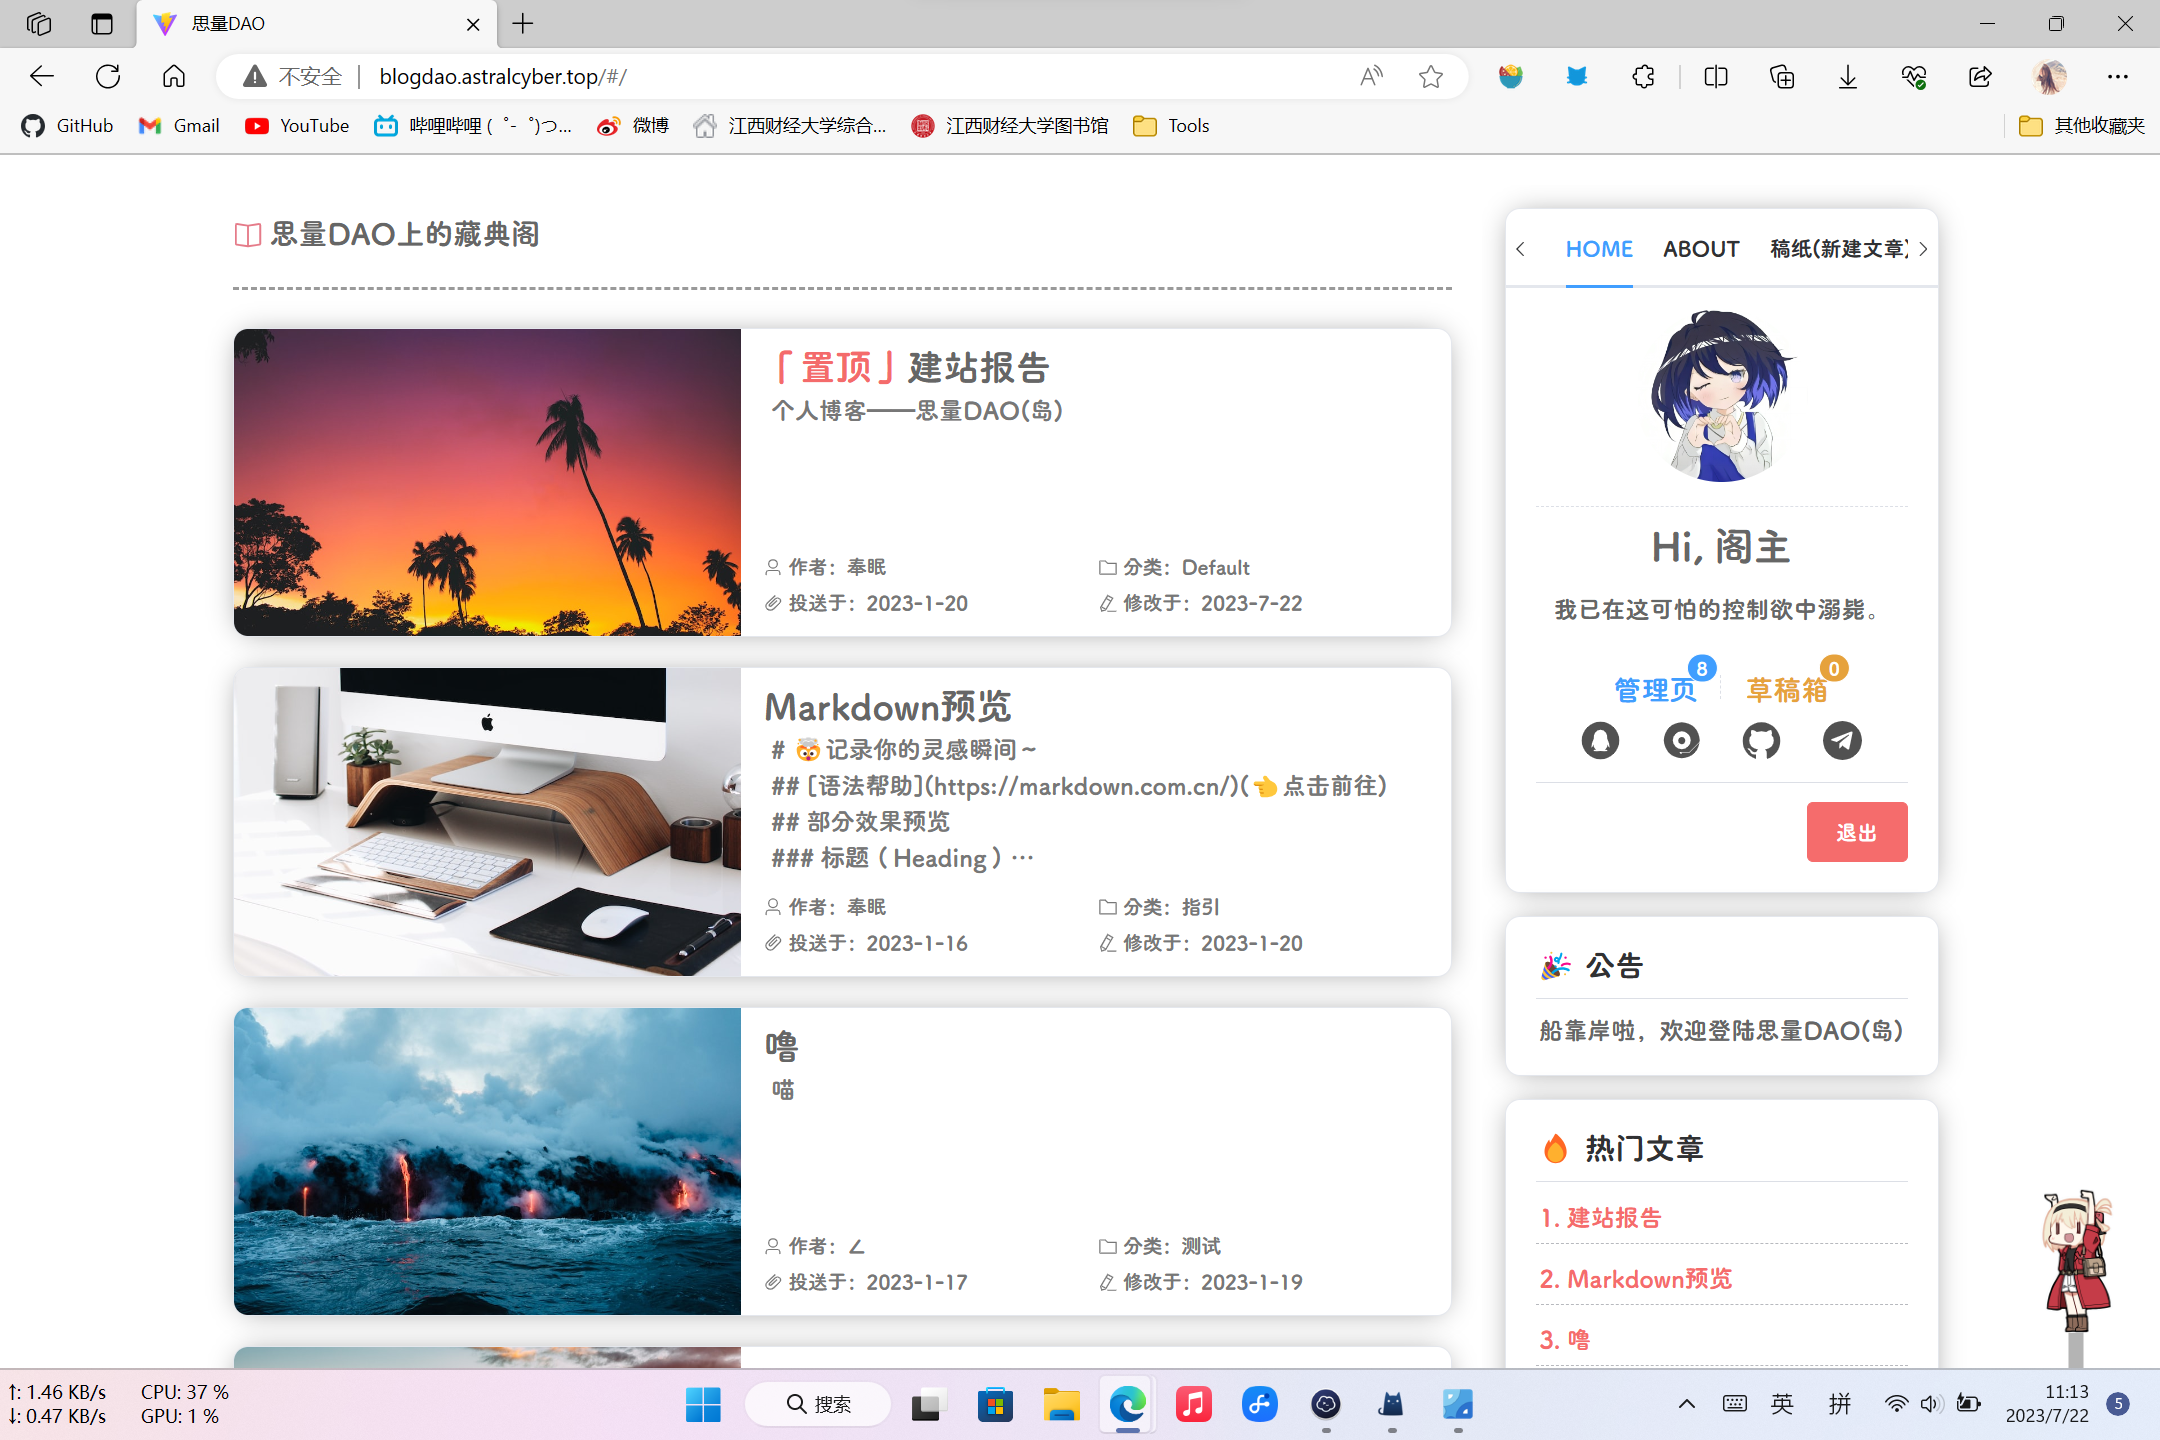 思量DAO
不安全
blogdao.astralcyber.top/#/
GitHub
Gmail
YouTube
哔哩哔哩 ( ゜- ゜)つ...
微博
江西财经大学综合...
江西财经大学图书馆
Tools
其他收藏夹
思量DAO上的藏典阁
「置顶」建站报告
个人博客——思量DAO(岛)
作者：奉眠
分类：Default
投送于：2023-1-20
修改于：2023-7-22
Markdown预览
# 🤯记录你的灵感瞬间～
## [语法帮助](https://markdown.com.cn/)(👈点击前往)
## 部分效果预览
### 标题（Heading）…
作者：奉眠
分类：指引
投送于：2023-1-16
修改于：2023-1-20
噜
喵
作者：∠
分类：测试
投送于：2023-1-17
修改于：2023-1-19
HOME
ABOUT
稿纸(新建文章)
Hi, 阁主
我已在这可怕的控制欲中溺毙。
管理页
8
草稿箱
0
退出
🎉 公告
船靠岸啦，欢迎登陆思量DAO(岛)
🔥 热门文章
1. 建站报告
2. Markdown预览
3. 噜
↑: 1.46 KB/s
CPU: 37 %
↓: 0.47 KB/s
GPU: 1 %
搜索
英
拼
11:13
2023/7/22
5